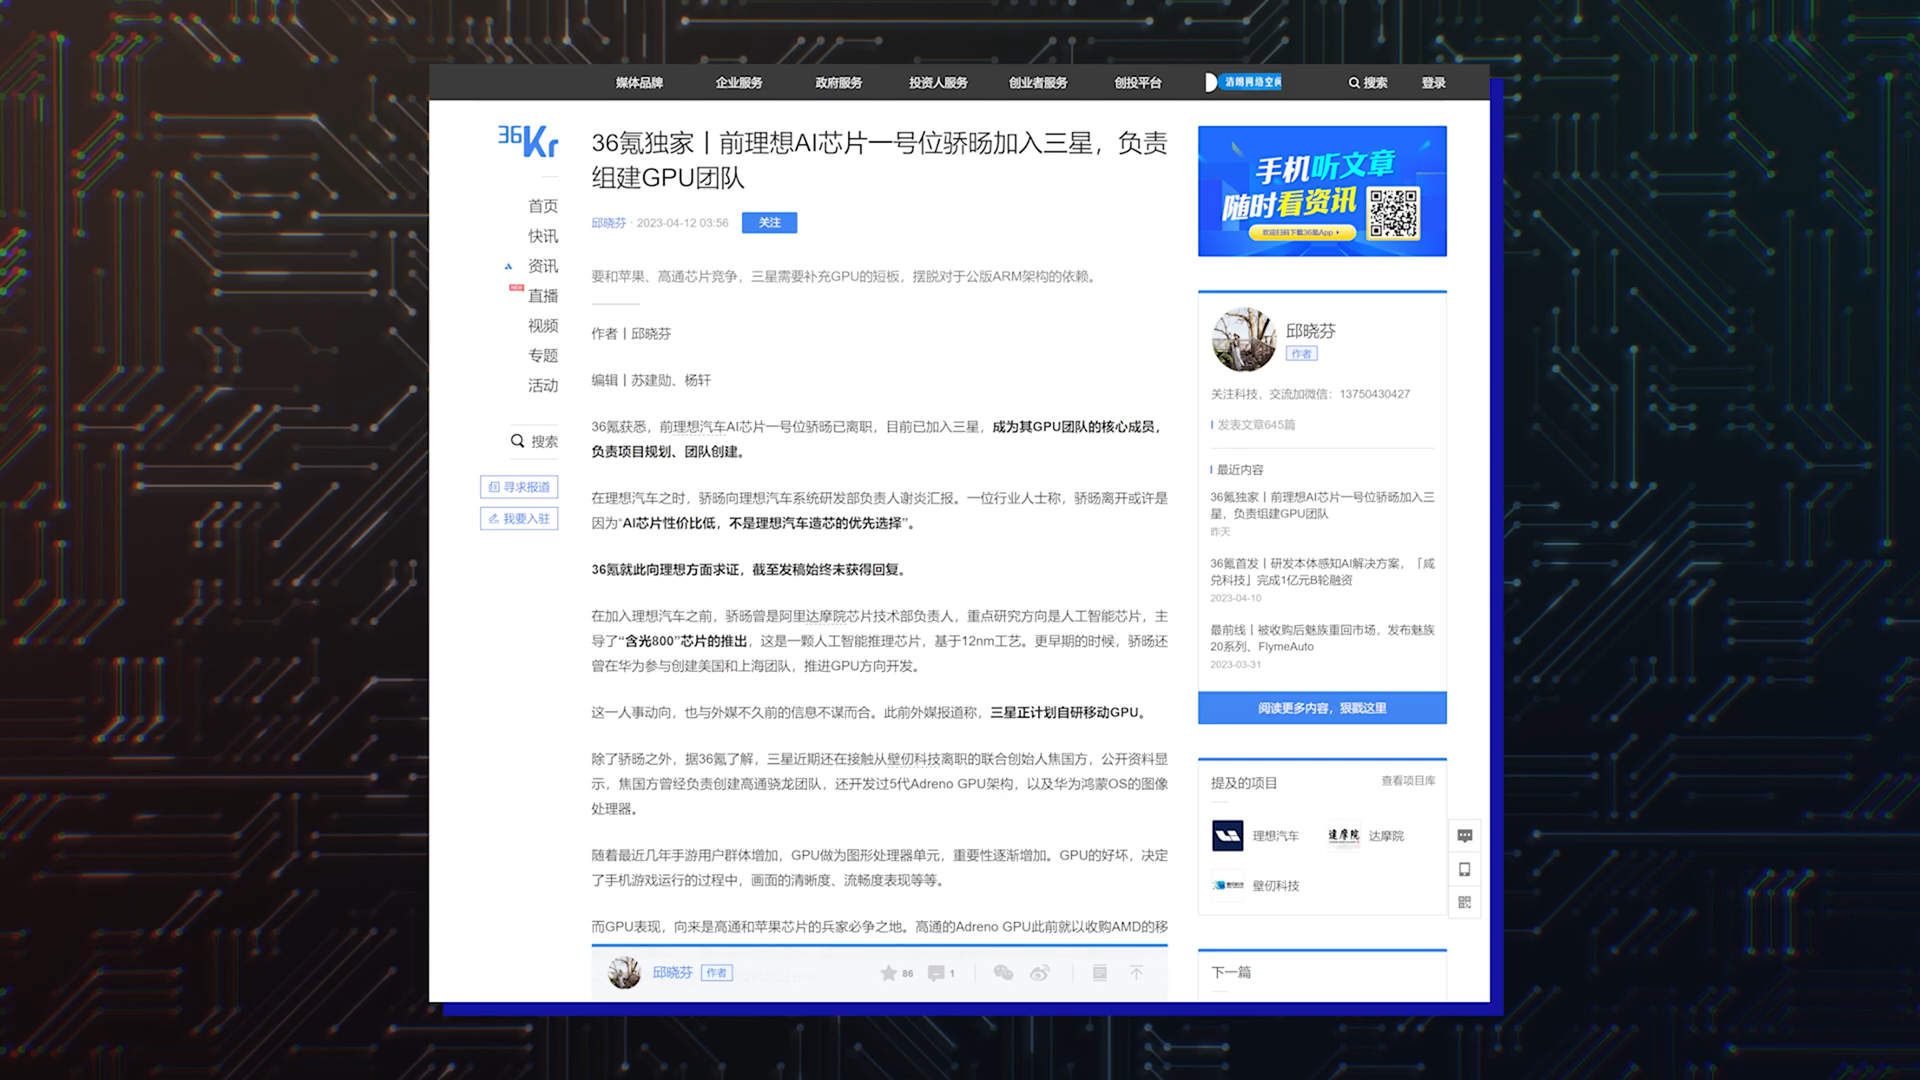 媒体品牌 企业服务 政府服务 投资人服务 创业者服务 创投平台 清朗网络空间 搜索 登录
36Kr
首页
快讯
资讯
NEW
直播
视频
专题
活动
搜索
寻求报道
我要入驻
36氪独家丨前理想AI芯片一号位骄旸加入三星，负责
组建GPU团队
邱晓芬 · 2023-04-12 03:56 关注
要和苹果、高通芯片竞争，三星需要补充GPU的短板，摆脱对于公版ARM架构的依赖。
作者丨邱晓芬
编辑丨苏建勋、杨轩
36氪获悉，前理想汽车AI芯片一号位骄旸已离职，目前已加入三星，成为其GPU团队的核心成员，
负责项目规划、团队创建。
在理想汽车之时，骄旸向理想汽车系统研发部负责人谢炎汇报。一位行业人士称，骄旸离开或许是
因为“AI芯片性价比低，不是理想汽车造芯的优先选择”。
36氪就此向理想方面求证，截至发稿始终未获得回复。
在加入理想汽车之前，骄旸曾是阿里达摩院芯片技术部负责人，重点研究方向是人工智能芯片，主
导了“含光800”芯片的推出，这是一颗人工智能推理芯片，基于12nm工艺。更早期的时候，骄旸还
曾在华为参与创建美国和上海团队，推进GPU方向开发。
这一人事动向，也与外媒不久前的信息不谋而合。此前外媒报道称，三星正计划自研移动GPU。
除了骄旸之外，据36氪了解，三星近期还在接触从壁仞科技离职的联合创始人焦国方，公开资料显
示，焦国方曾经负责创建高通骁龙团队，还开发过5代Adreno GPU架构，以及华为鸿蒙OS的图像
处理器。
随着最近几年手游用户群体增加，GPU做为图形处理器单元，重要性逐渐增加。GPU的好坏，决定
了手机游戏运行的过程中，画面的清晰度、流畅度表现等等。
而GPU表现，向来是高通和苹果芯片的兵家必争之地。高通的Adreno GPU此前就以收购AMD的移
邱晓芬 作者 86 1
手机听文章
随时看资讯
欢迎扫码下载36氪App
邱晓芬
作者
关注科技，交流加微信：13750430427
发表文章645篇
最近内容
36氪独家丨前理想AI芯片一号位骄旸加入三
星，负责组建GPU团队
昨天
36氪首发丨研发本体感知AI解决方案，「咸
兑科技」完成1亿元B轮融资
2023-04-10
最前线丨被收购后魅族重回市场，发布魅族
20系列、FlymeAuto
2023-03-31
阅读更多内容，狠戳这里
提及的项目 查看项目库
理想汽车 達摩院 达摩院
壁仞科技
下一篇